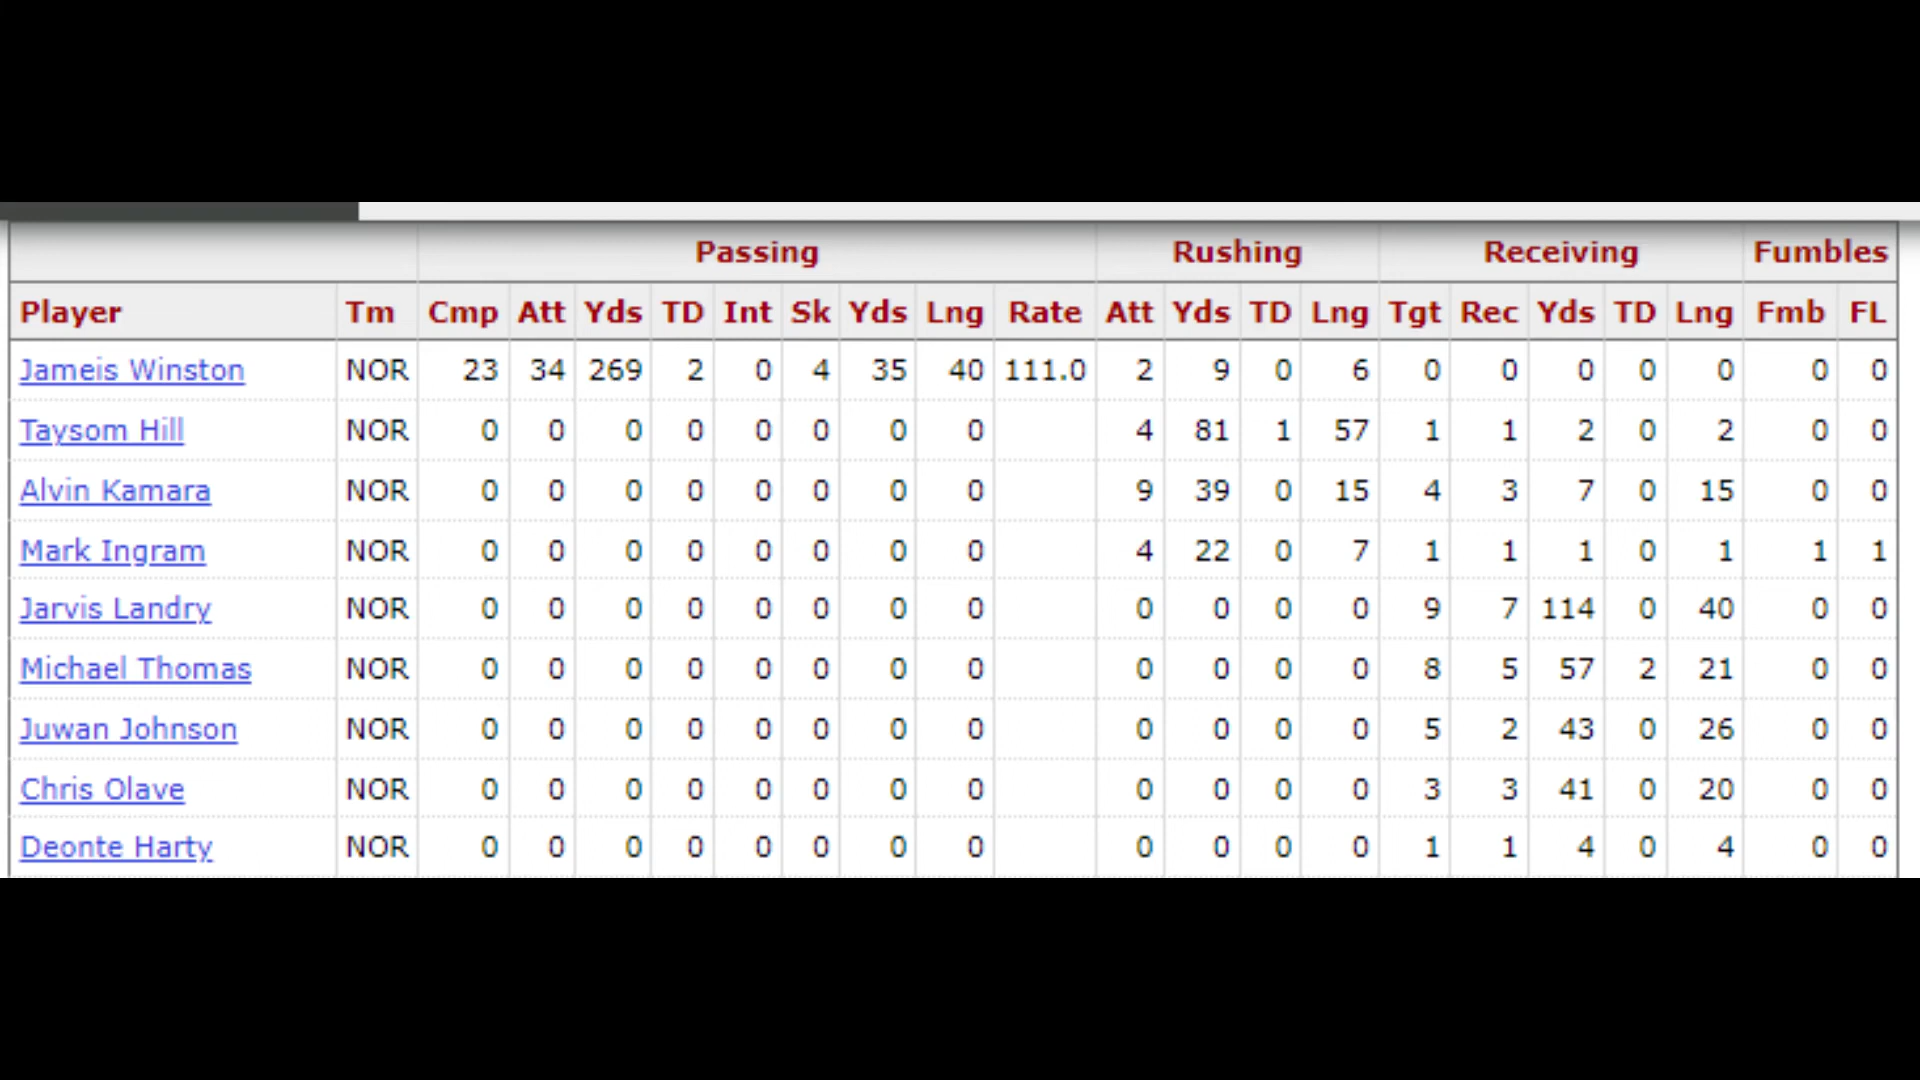 Passing Rushing Receiving Fumbles
Player Tm Cmp Att Yds TD Int Sk Yds Lng Rate Att Yds TD Lng Tgt Rec Yds TD Lng Fmb FL
Jameis Winston NOR 23 34 269 2 0 4 35 40 111.0 2 9 0 6 0 0 0 0 0 0 0
Taysom Hill NOR 0 0 0 0 0 0 0 0 4 81 1 57 1 1 2 0 2 0 0
Alvin Kamara NOR 0 0 0 0 0 0 0 0 9 39 0 15 4 3 7 0 15 0 0
Mark Ingram NOR 0 0 0 0 0 0 0 0 4 22 0 7 1 1 1 0 1 1 1
Jarvis Landry NOR 0 0 0 0 0 0 0 0 0 0 0 0 9 7 114 0 40 0 0
Michael Thomas NOR 0 0 0 0 0 0 0 0 0 0 0 0 8 5 57 2 21 0 0
Juwan Johnson NOR 0 0 0 0 0 0 0 0 0 0 0 0 5 2 43 0 26 0 0
Chris Olave NOR 0 0 0 0 0 0 0 0 0 0 0 0 3 3 41 0 20 0 0
Deonte Harty NOR 0 0 0 0 0 0 0 0 0 0 0 0 1 1 4 0 4 0 0